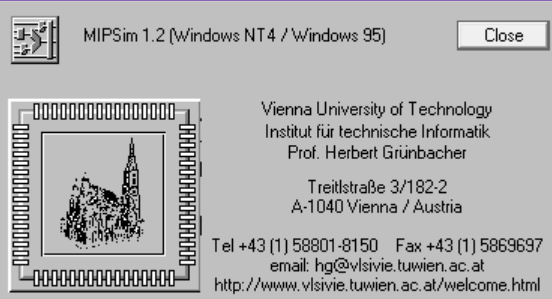 MIPSim 1.2 (Windows NT4 / Windows 95)
Close
Vienna University of Technology
Institut für technische Informatik
Prof. Herbert Grünbacher
Treitlstraße 3/182-2
A-1040 Vienna / Austria
Tel +43 (1) 58801-8150 Fax +43 (1) 5869697
email: hg@vlsivie.tuwien.ac.at
http://www.vlsivie.tuwien.ac.at/welcome.html